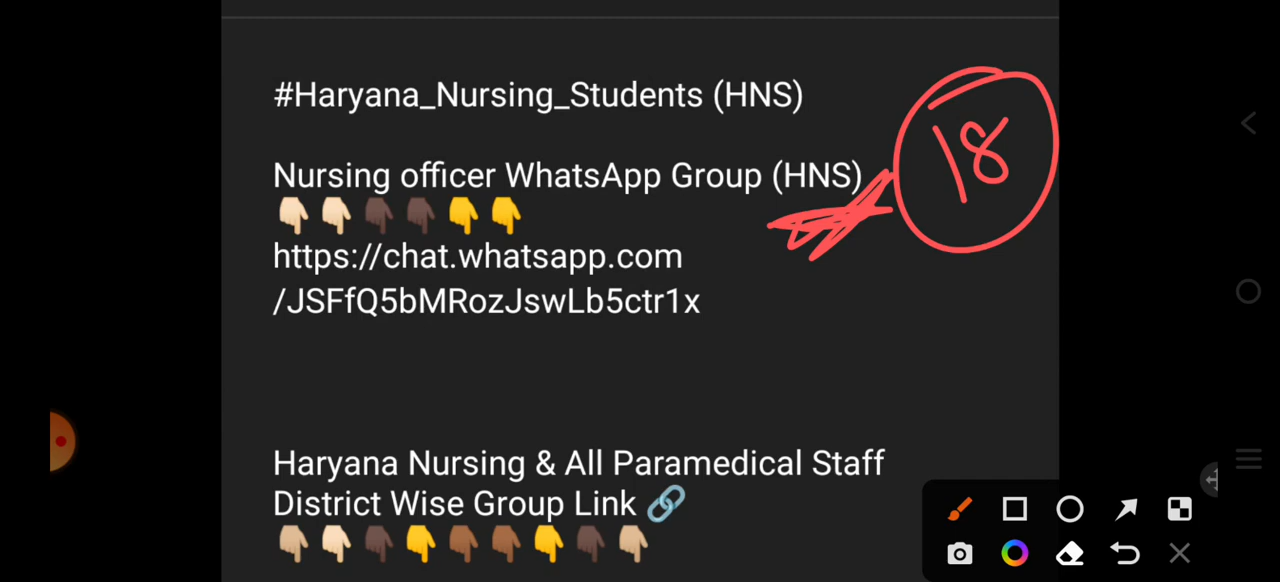 #Haryana_Nursing_Students (HNS)
18
Nursing officer WhatsApp Group (HNS)
👇🏻👇🏻👇🏿👇🏿👇👇
https://chat.whatsapp.com
/JSFfQ5bMRozJswLb5ctr1x
Haryana Nursing & All Paramedical Staff
District Wise Group Link 🔗
👇🏼👇🏻👇🏿👇👇🏾👇🏾👇👇🏿👇🏼